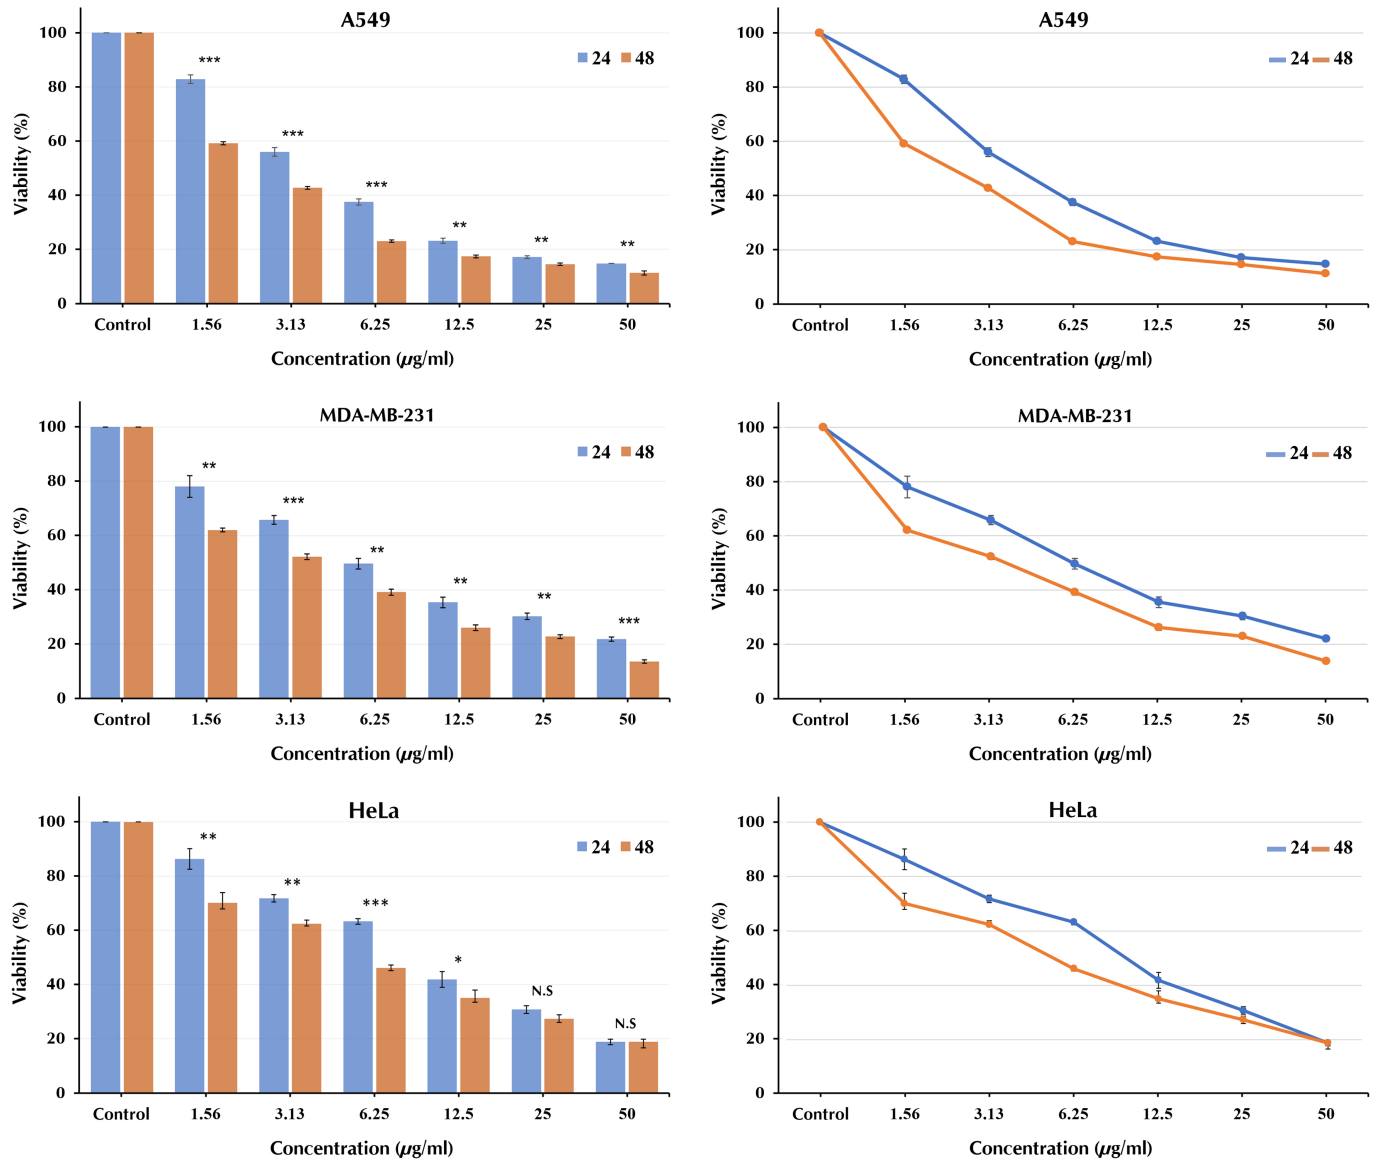 A549
24 48
Viability (%)
100
80
60
40
20
0
*** *** *** ** ** **
Control 1.56 3.13 6.25 12.5 25 50
Concentration (µg/ml)
A549
24 48
Viability (%)
100
80
60
40
20
0
Control 1.56 3.13 6.25 12.5 25 50
Concentration (µg/ml)
MDA-MB-231
24 48
Viability (%)
100
80
60
40
20
0
** *** ** ** ** ***
Control 1.56 3.13 6.25 12.5 25 50
Concentration (µg/ml)
MDA-MB-231
24 48
Viability (%)
100
80
60
40
20
0
Control 1.56 3.13 6.25 12.5 25 50
Concentration (µg/ml)
HeLa
24 48
Viability (%)
100
80
60
40
20
0
** ** *** * N.S N.S
Control 1.56 3.13 6.25 12.5 25 50
Concentration (µg/ml)
HeLa
24 48
Viability (%)
100
80
60
40
20
0
Control 1.56 3.13 6.25 12.5 25 50
Concentration (µg/ml)